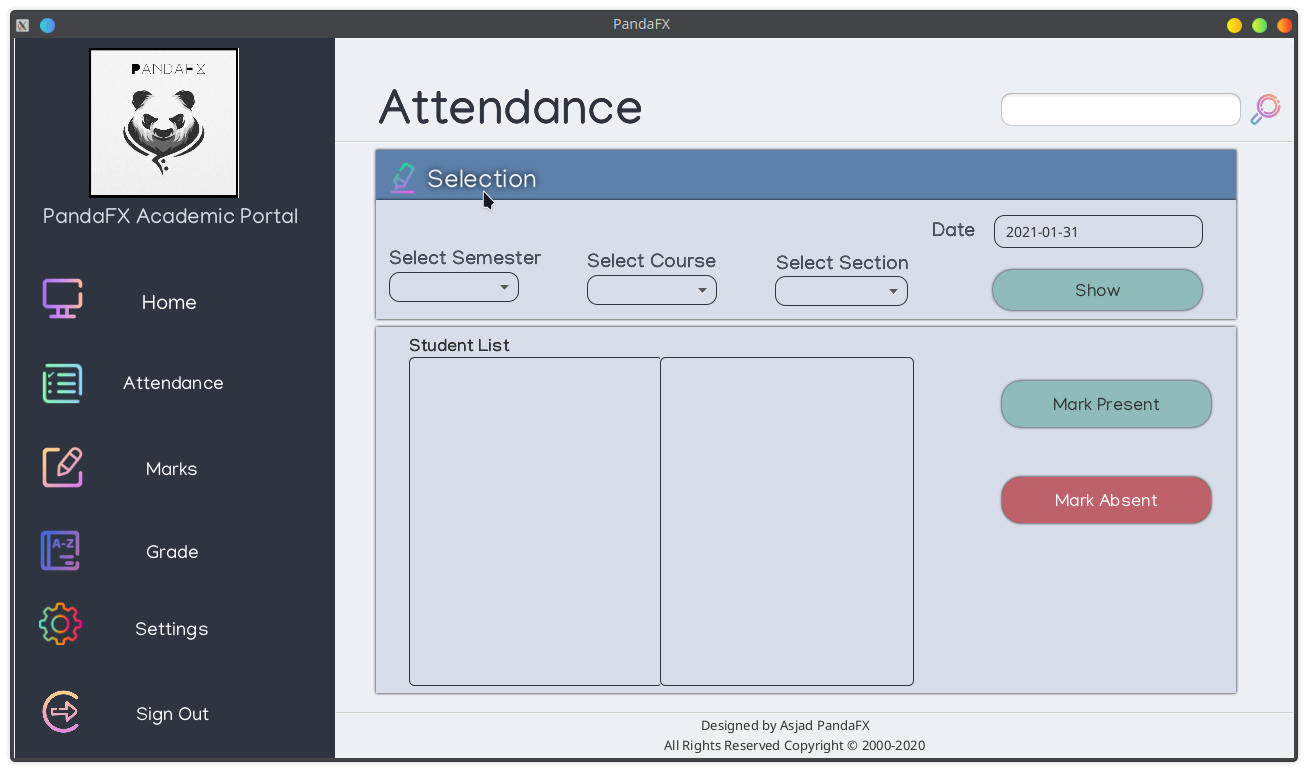 PandaFX
PANDAFX
PandaFX Academic Portal
Home
Attendance
Marks
A-Z
Grade
Settings
Sign Out
Attendance
Selection
Date
2021-01-31
Select Semester
Select Course
Select Section
Show
Student List
Mark Present
Mark Absent
Designed by Asjad PandaFX
All Rights Reserved Copyright © 2000-2020